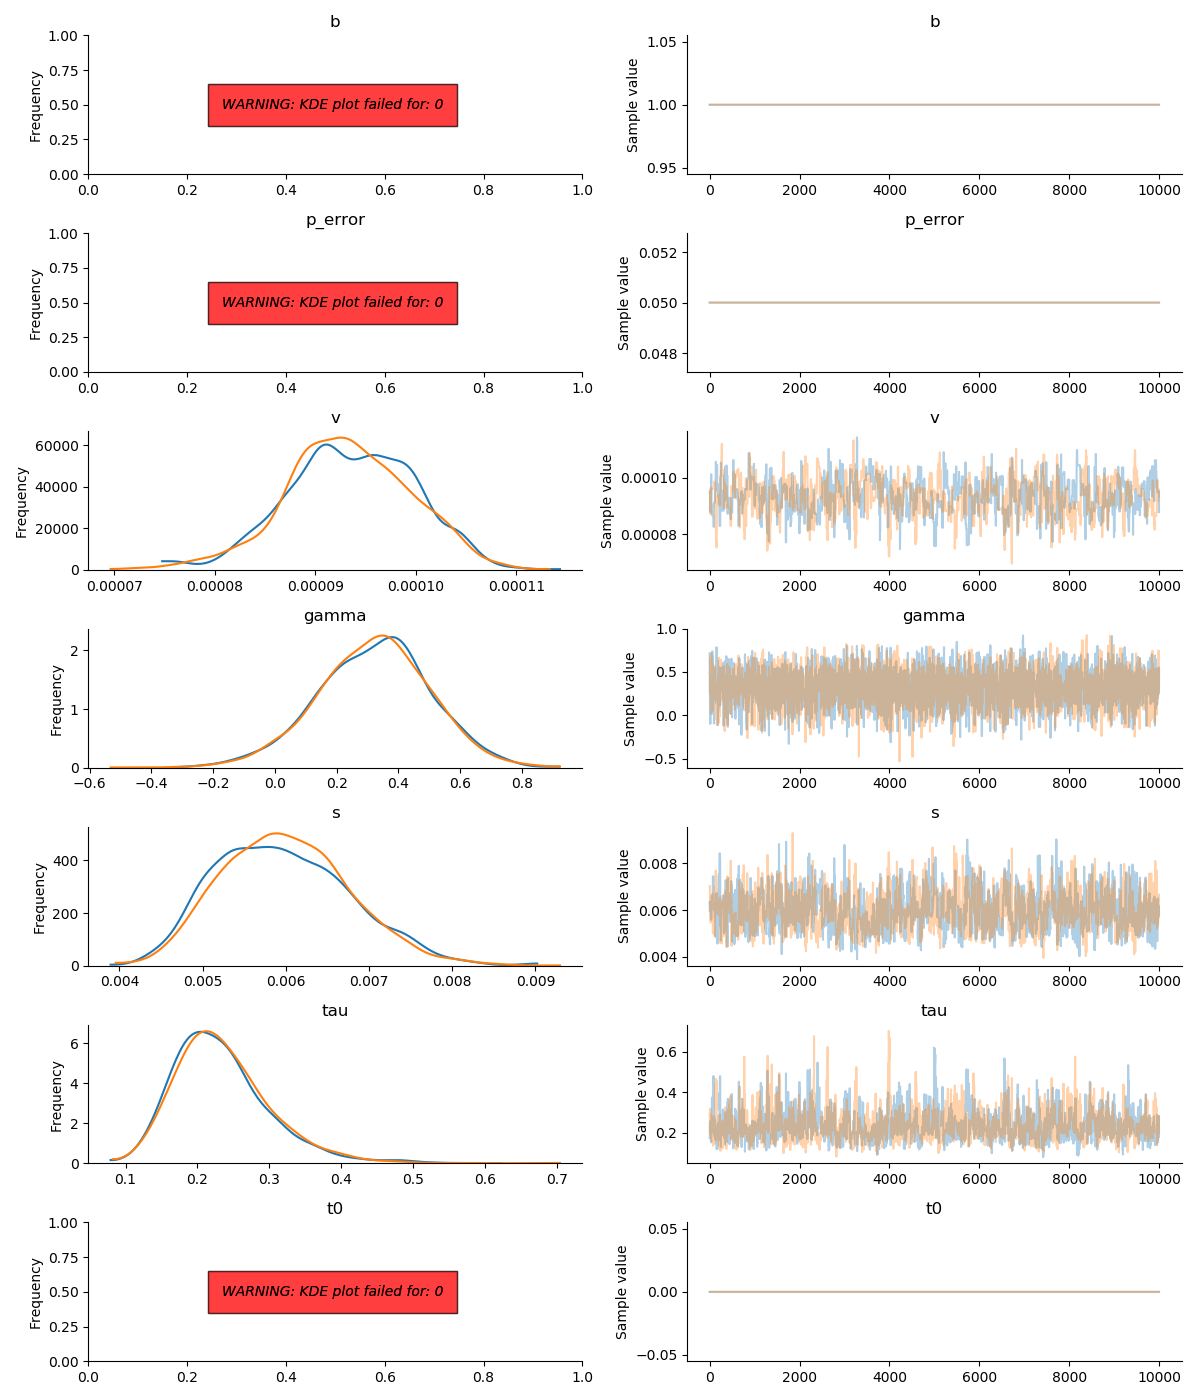 b
1.00
0.75
0.50
0.25
0.00
Frequency
WARNING: KDE plot failed for: 0
0.0 0.2 0.4 0.6 0.8 1.0
b
1.05
1.00
0.95
Sample value
0 2000 4000 6000 8000 10000
p_error
1.00
0.75
0.50
0.25
0.00
Frequency
WARNING: KDE plot failed for: 0
0.0 0.2 0.4 0.6 0.8 1.0
p_error
0.052
0.050
0.048
Sample value
0 2000 4000 6000 8000 10000
v
60000
40000
20000
0
Frequency
0.00007 0.00008 0.00009 0.00010 0.00011
v
0.00010
0.00008
Sample value
0 2000 4000 6000 8000 10000
gamma
2
1
0
Frequency
−0.6 −0.4 −0.2 0.0 0.2 0.4 0.6 0.8
gamma
1.0
0.5
0.0
−0.5
Sample value
0 2000 4000 6000 8000 10000
s
400
200
0
Frequency
0.004 0.005 0.006 0.007 0.008 0.009
s
0.008
0.006
0.004
Sample value
0 2000 4000 6000 8000 10000
tau
6
4
2
0
Frequency
0.1 0.2 0.3 0.4 0.5 0.6 0.7
tau
0.6
0.4
0.2
Sample value
0 2000 4000 6000 8000 10000
t0
1.00
0.75
0.50
0.25
0.00
Frequency
WARNING: KDE plot failed for: 0
0.0 0.2 0.4 0.6 0.8 1.0
t0
0.05
0.00
−0.05
Sample value
0 2000 4000 6000 8000 10000